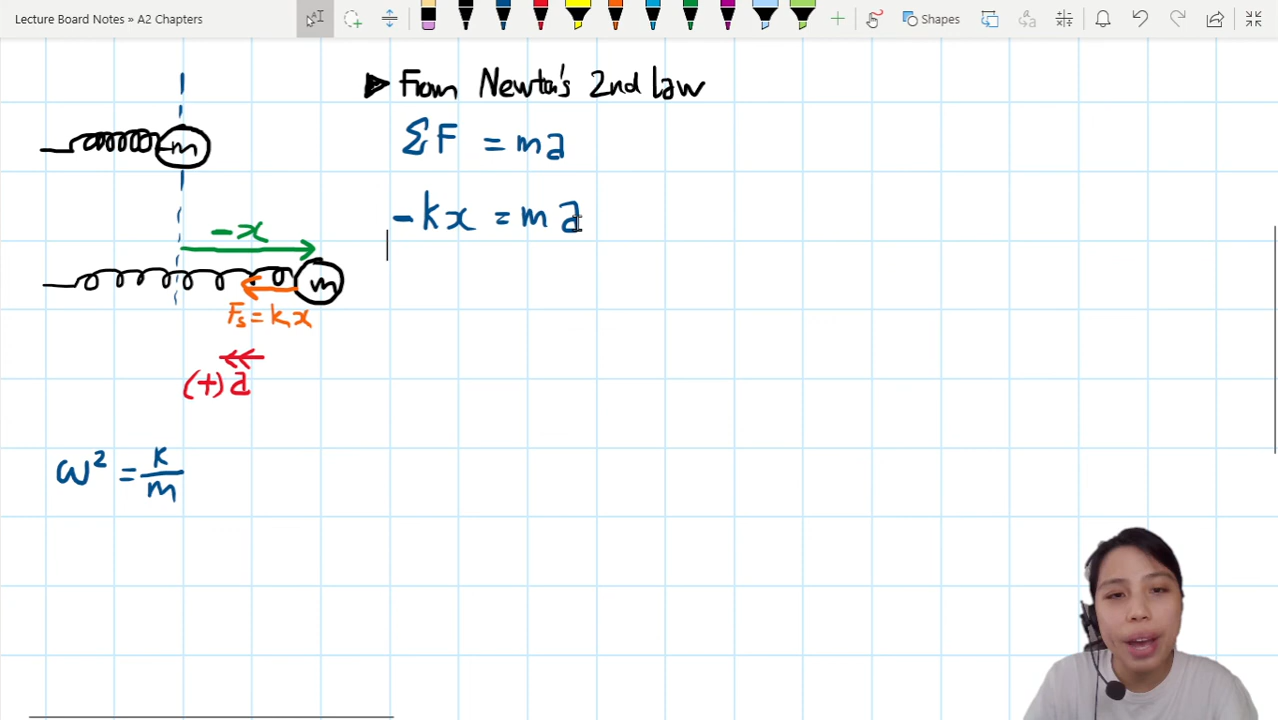 Lecture Board Notes » A2 Chapters
Shapes
▶ From Newton's 2nd law
ΣF = ma
-kx = ma
m
-x
m
Fs = kx
(+) a
ω² = k/m